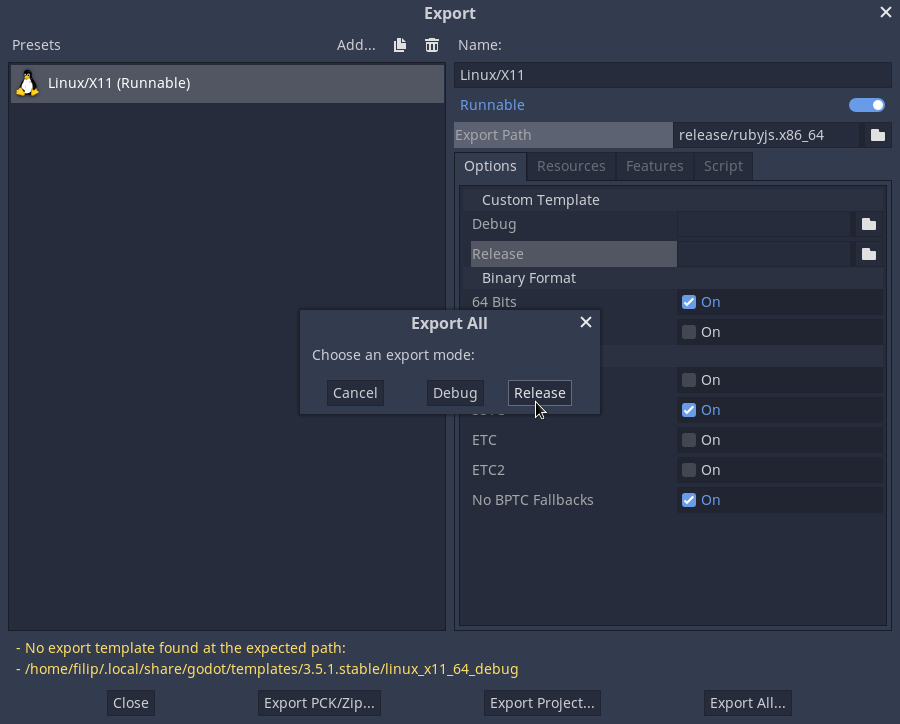 Export
Presets
Add...
Name:
Linux/X11 (Runnable)
Linux/X11
Runnable
Export Path
release/rubyjs.x86_64
Options
Resources
Features
Script
Custom Template
Debug
Release
Binary Format
64 Bits
On
On
Export All
Choose an export mode:
Cancel
Debug
Release
On
On
ETC
On
ETC2
On
No BPTC Fallbacks
On
- No export template found at the expected path:
- /home/filip/.local/share/godot/templates/3.5.1.stable/linux_x11_64_debug
Close
Export PCK/Zip...
Export Project...
Export All...